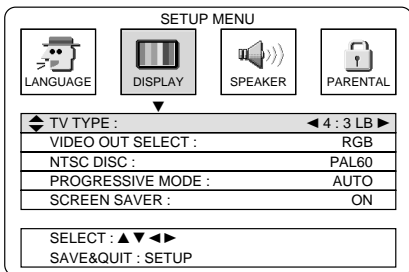 SETUP MENU
LANGUAGE DISPLAY SPEAKER PARENTAL
TV TYPE : ◄ 4 : 3 LB ►
VIDEO OUT SELECT : RGB
NTSC DISC : PAL60
PROGRESSIVE MODE : AUTO
SCREEN SAVER : ON
SELECT : ▲ ▼ ◄ ►
SAVE&QUIT : SETUP